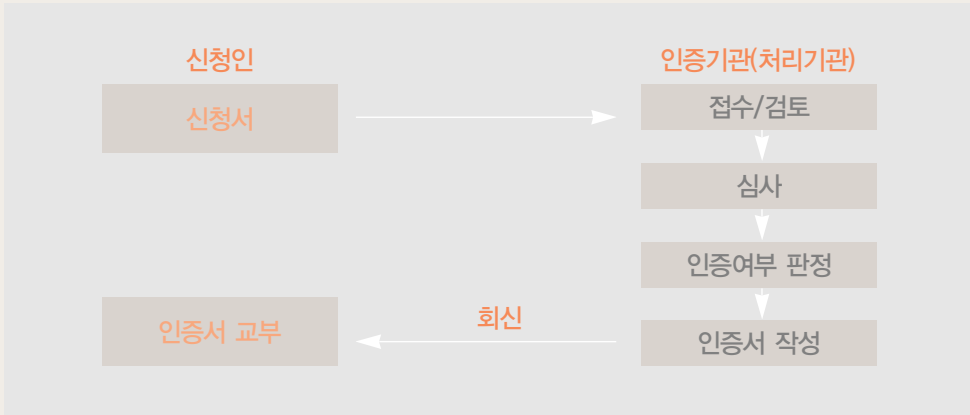 신청인
인증기관(처리기관)
신청서
접수/검토
심사
인증여부 판정
회신
인증서 교부
인증서 작성